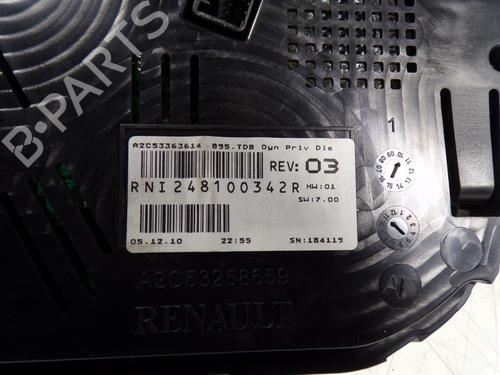 B-PARTS
A2C53363614 B95.TDB Dyn Priv Die
REV: 03
RNI248100342R HW:01
SW:7.00
05.12.10 22:55 SN:184119
A2C53258659
RENAULT
1